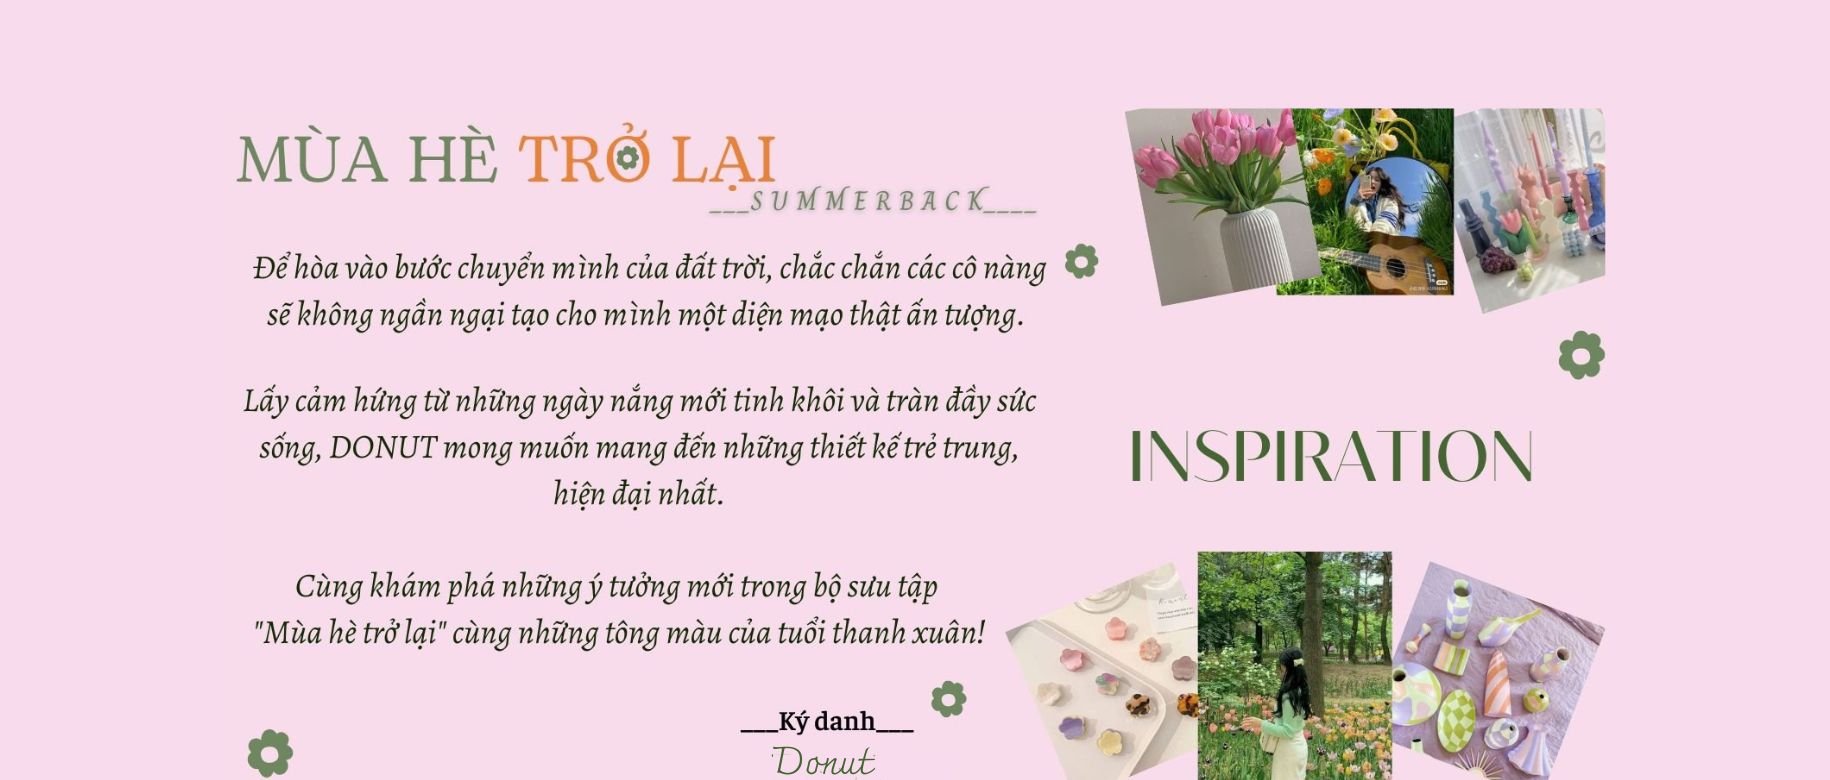 MÙA HÈ TRỞ LẠI
___SUMMERBACK____
Để hòa vào bước chuyển mình của đất trời, chắc chắn các cô nàng
sẽ không ngần ngại tạo cho mình một diện mạo thật ấn tượng.
Lấy cảm hứng từ những ngày nắng mới tinh khôi và tràn đầy sức
sống, DONUT mong muốn mang đến những thiết kế trẻ trung,
hiện đại nhất.
Cùng khám phá những ý tưởng mới trong bộ sưu tập
"Mùa hè trở lại" cùng những tông màu của tuổi thanh xuân!
___Ký danh___
Donut
INSPIRATION